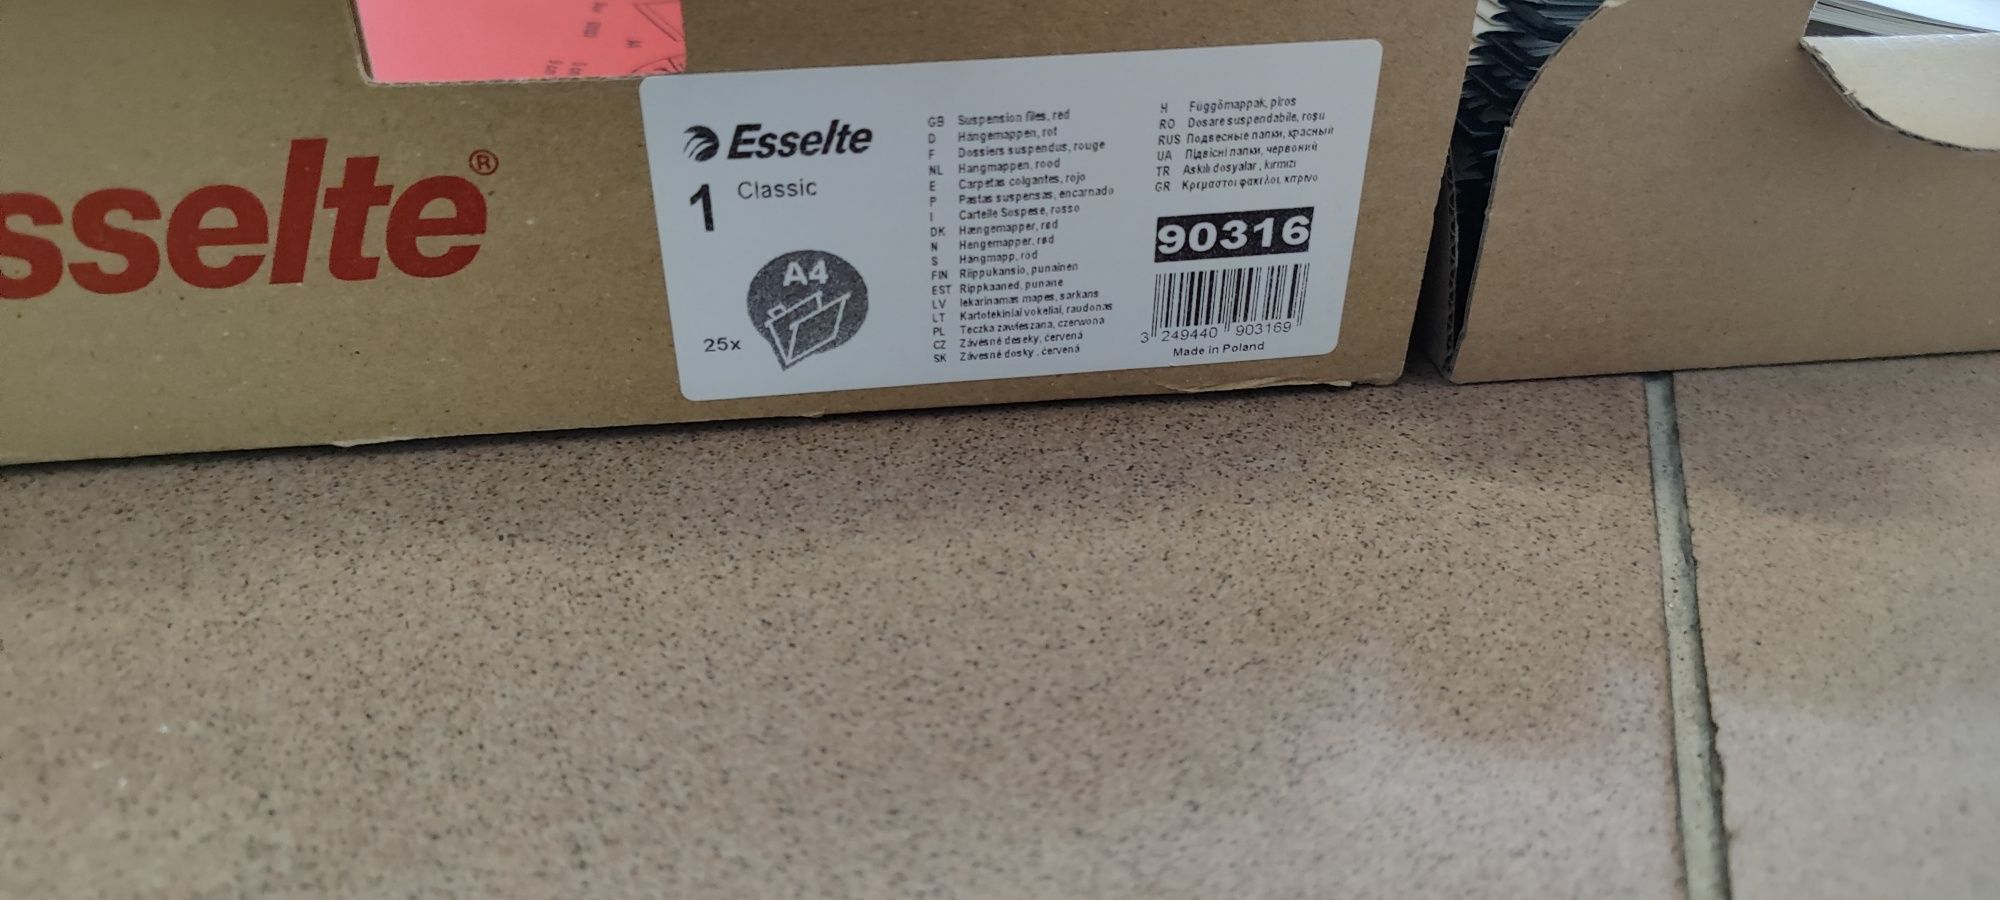 sselte®
Esselte
1 Classic
A4
25x
GB Suspension files, red
D Hängemappen, rot
F Dossiers suspendus, rouge
NL Hangmappen, rood
E Carpetas colgantes, rojo
P Pastas suspensas, encarnado
I Cartelle Sospese, rosso
DK Hængemapper, rød
N Hengemapper, rød
S Hängmapp, röd
FIN Riippukansio, punainen
EST Rippkaaned, punane
LV Iekarinamas mapes, sarkans
LT Kartotekiniai vokeliai, raudonas
PL Teczka zawieszana, czerwona
CZ Závěsné desky, červená
SK Závesné dosky, červená
H Függőmappák, piros
RO Dosare suspendabile, roşu
RUS Подвесные папки, красный
UA Підвісні папки, червоний
TR Askılı dosyalar, kırmızı
GR Κρεμαστοί φάκελοι, κιτρινο
90316
3 249440 903169
Made in Poland